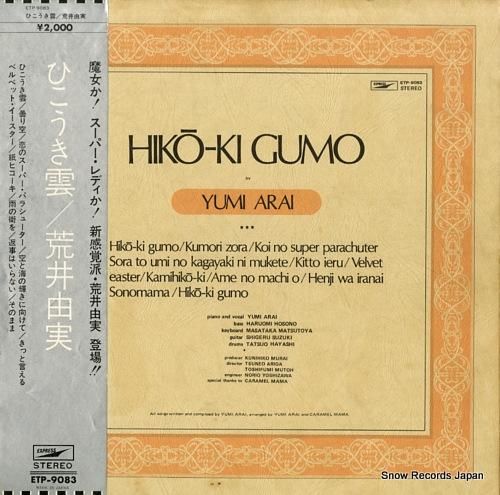 ETP-9083
ひこうき雲/荒井由実
¥2,000
ひこうき雲/荒井由実
魔女か!スーパー・レディか!新感覚派・荒井由実 登場!!
ひこうき雲/曇り空/恋のスーパー・パラシューター/空と海の輝きに向けて/きっと言える
ベルベット・イースター/紙ヒコーキ/雨の街を/返事はいらない/そのまま
EXPRESS
STEREO
ETP-9083
MADE IN JAPAN
EXPRESS
ETP-9083
STEREO
HIKŌ-KI GUMO
BY
YUMI ARAI
***
Hikō-ki gumo/Kumori zora/Koi no super parachuter
Sora to umi no kagayaki ni mukete/Kitto ieru/Velvet
easter/Kamihikō-ki/Ame no machi o/Henji wa iranai
Sonomama/Hikō-ki gumo
piano and vocal YUMI ARAI
bass HARUOMI HOSONO
keyboard MASATAKA MATSUTOYA
guitar SHIGERU SUZUKI
drums TATSUO HAYASHI
producer KUNIHIKO MURAI
director TSUNEO ARIGA
TOSHIFUMI MUTOH
engineer NORIO YOSHIZAWA
special thanks to CARAMEL MAMA
All songs written and composed by YUMI ARAI, arranged by YUMI ARAI and CARAMEL MAMA
Snow Records Japan